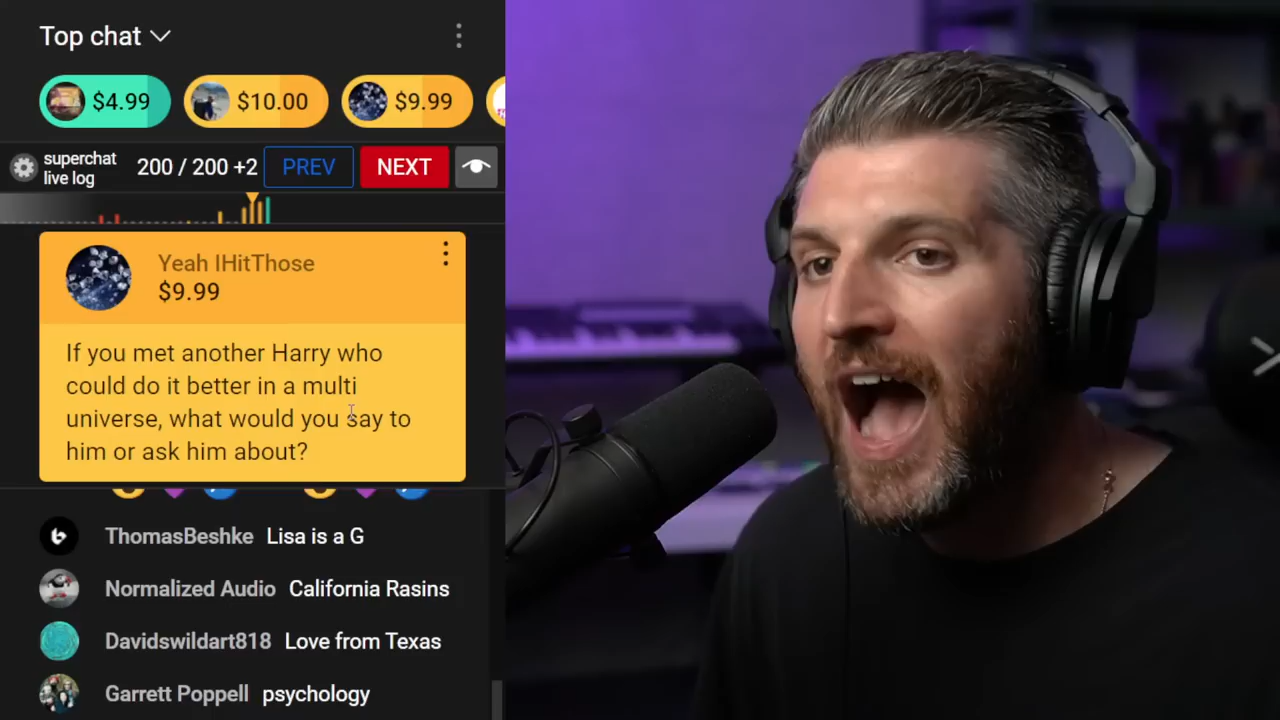 Top chat
$4.99
$10.00
$9.99
superchat
live log
200 / 200 +2
PREV
NEXT
Yeah IHitThose
$9.99
If you met another Harry who
could do it better in a multi
universe, what would you say to
him or ask him about?
ThomasBeshke Lisa is a G
Normalized Audio California Rasins
Davidswildart818 Love from Texas
Garrett Poppell psychology